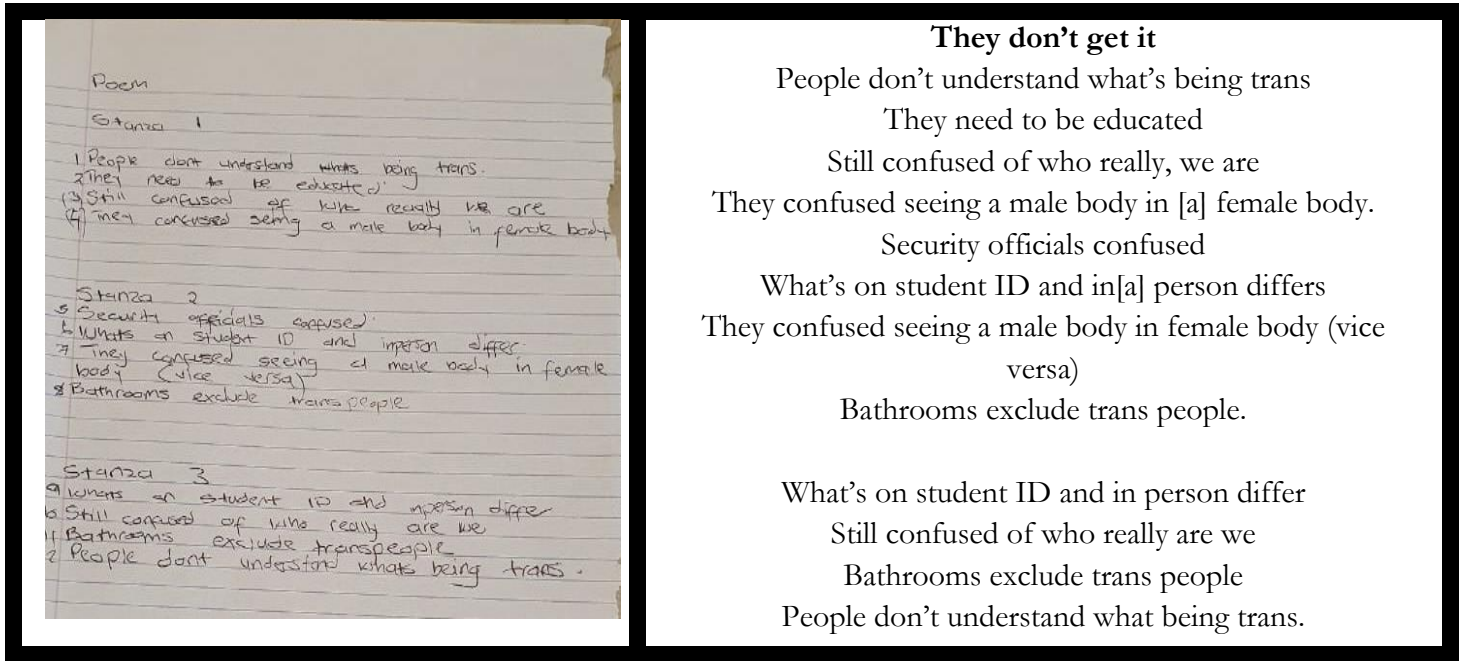 Poem
Stanza 1
1 People dont understand whats being trans.
2 They need to be educated.
(3) Still confused of who really we are
(4) They confused seing a male body in female body
Stanza 2
5 Security officials confused.
6 Whats on student ID and inperson differ.
7 They confused seeing a male body in female
body (vice versa)
8 Bathrooms exclude transpeople
Stanza 3
9 Whats on student ID and inperson differ
10 Still confused of who really are we
11 Bathrooms exclude transpeople
2 People dont understand whats being trans.
They don’t get it
People don’t understand what’s being trans
They need to be educated
Still confused of who really, we are
They confused seeing a male body in [a] female body.
Security officials confused
What’s on student ID and in[a] person differs
They confused seeing a male body in female body (vice
versa)
Bathrooms exclude trans people.
What’s on student ID and in person differ
Still confused of who really are we
Bathrooms exclude trans people
People don’t understand what being trans.